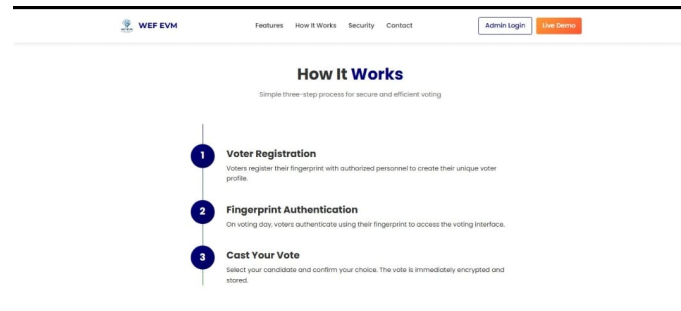 WEF EVM
Features How It Works Security Contact
Admin Login Live Demo
How It Works
Simple three-step process for secure and efficient voting
1
Voter Registration
Voters register their fingerprint with authorized personnel to create their unique voter
profile.
2
Fingerprint Authentication
On voting day, voters authenticate using their fingerprint to access the voting interface.
3
Cast Your Vote
Select your candidate and confirm your choice. The vote is immediately encrypted and
stored.